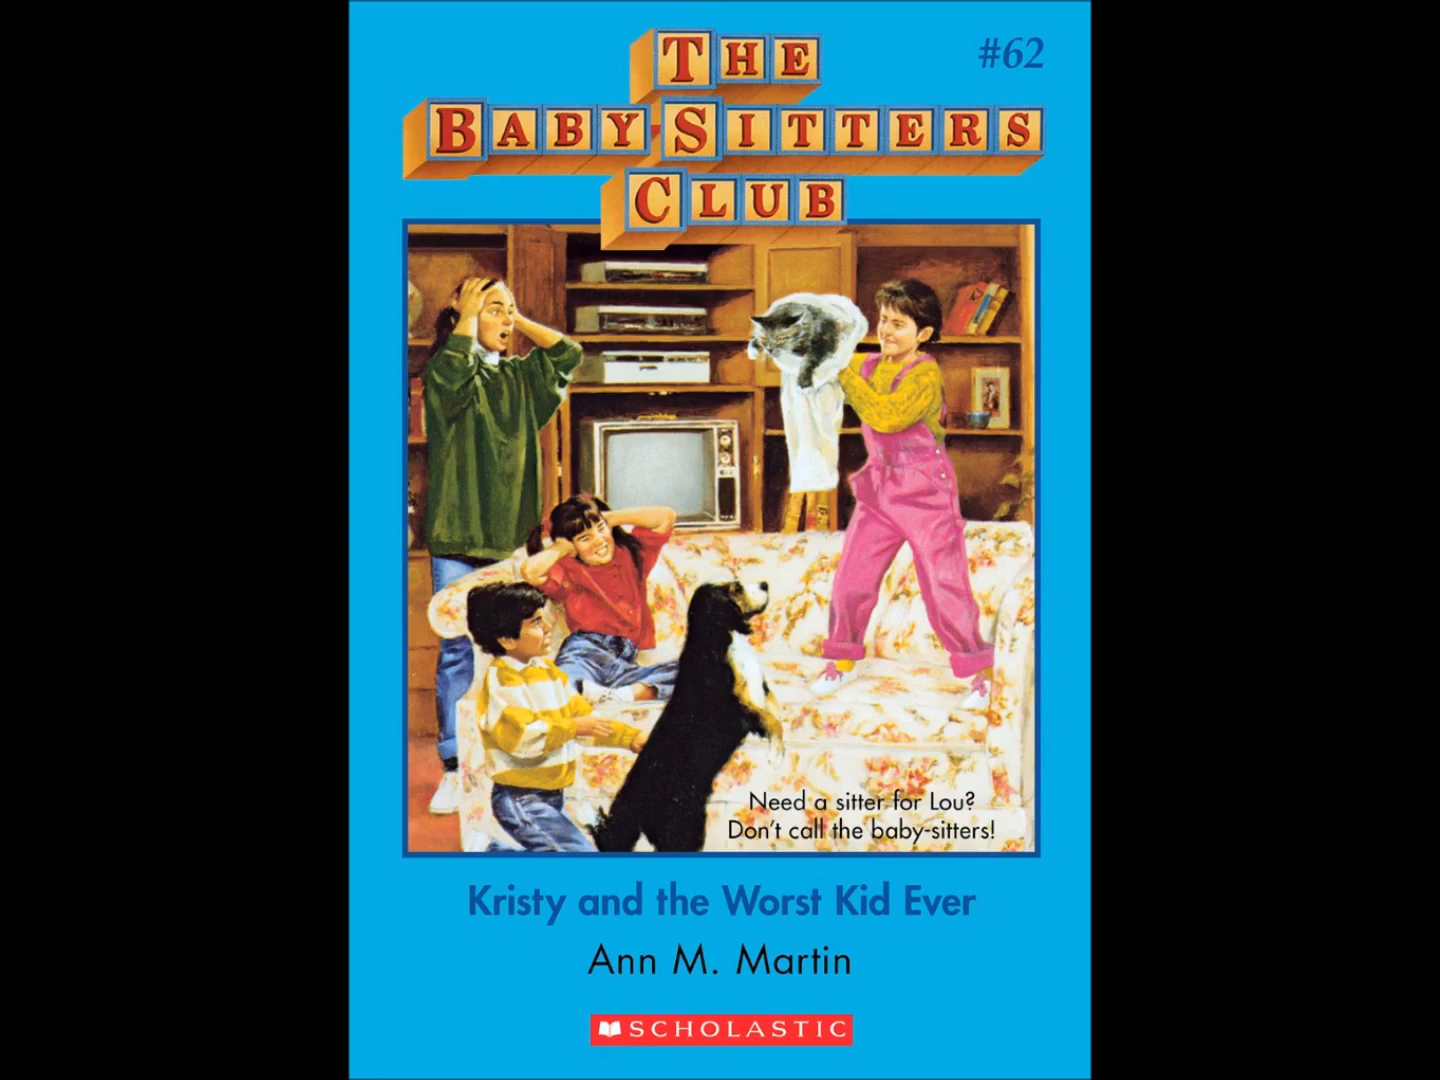 #62
THE
BABY-SITTERS
CLUB
Need a sitter for Lou?
Don't call the baby-sitters!
Kristy and the Worst Kid Ever
Ann M. Martin
SCHOLASTIC